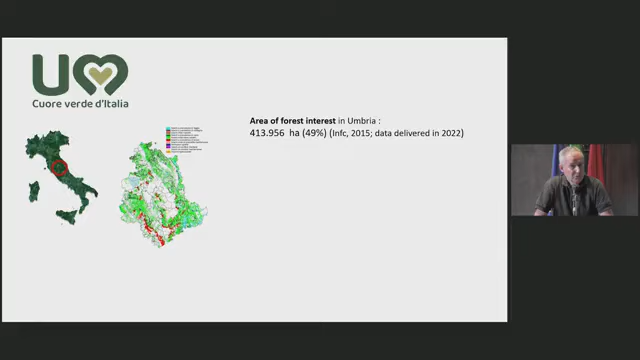 UM
Cuore verde d'Italia
Area of forest interest in Umbria :
413.956 ha (49%) (Infc, 2015; data delivered in 2022)